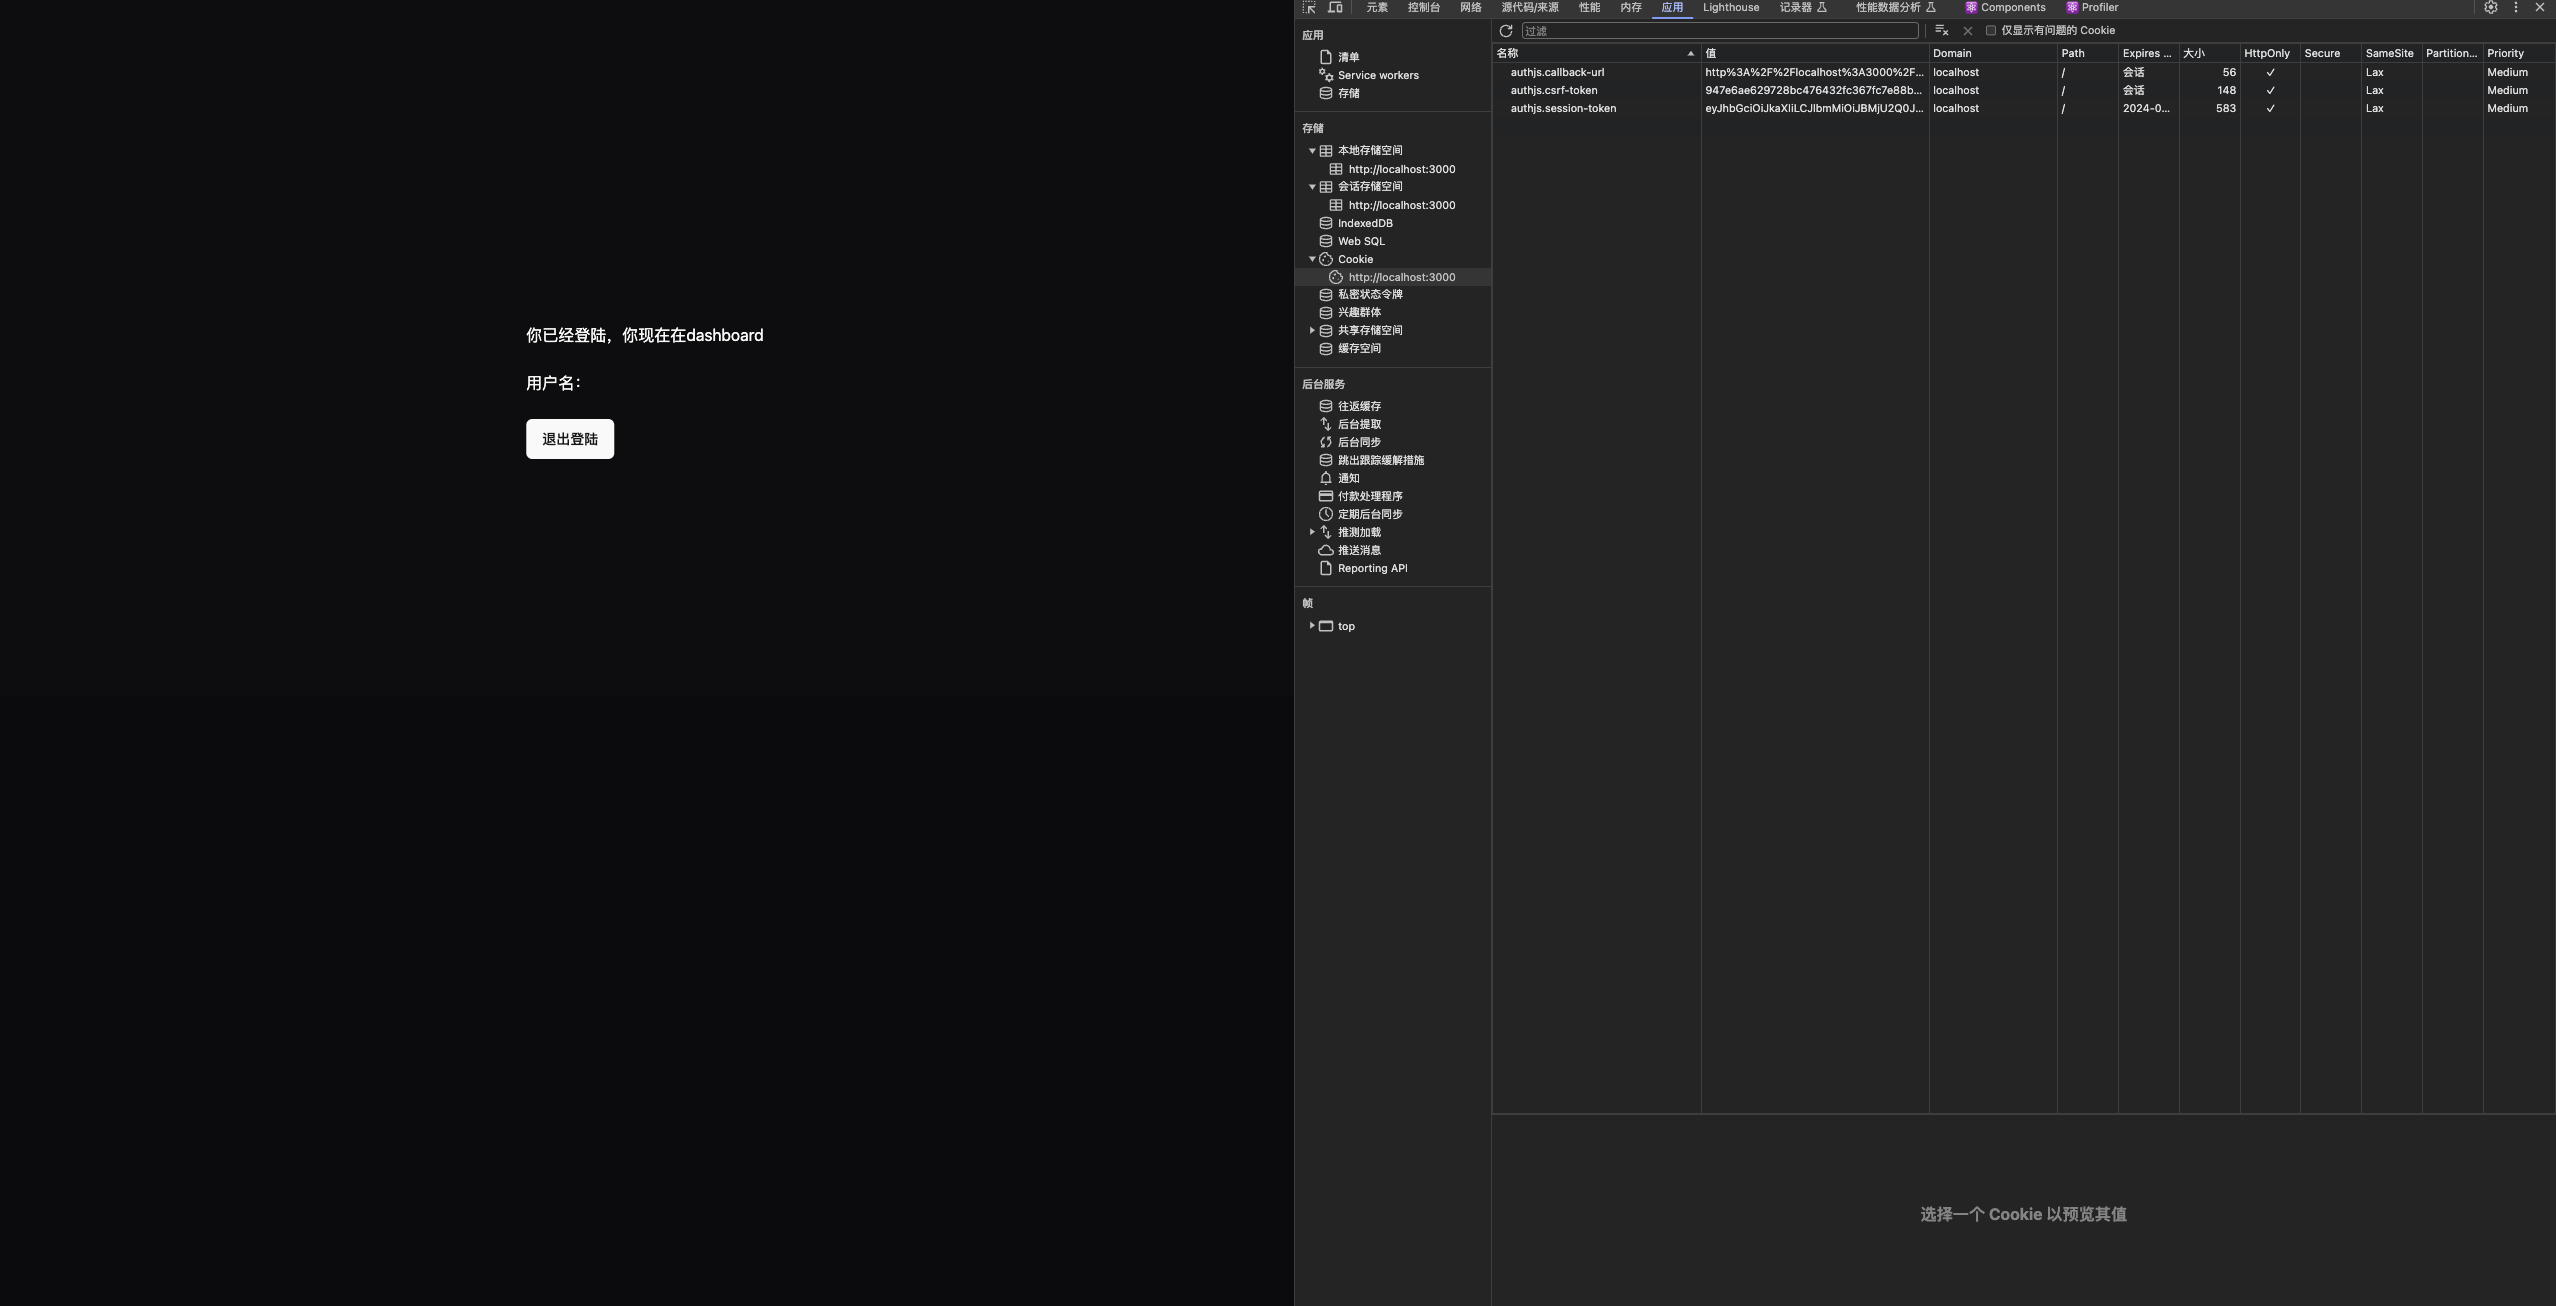 你已经登陆，你现在在dashboard
用户名：
退出登陆
元素 控制台 网络 源代码/来源 性能 内存 应用 Lighthouse 记录器 性能数据分析 Components Profiler
应用
清单
Service workers
存储
存储
本地存储空间
http://localhost:3000
会话存储空间
http://localhost:3000
IndexedDB
Web SQL
Cookie
http://localhost:3000
私密状态令牌
兴趣群体
共享存储空间
缓存空间
后台服务
往返缓存
后台提取
后台同步
跳出跟踪缓解措施
通知
付款处理程序
定期后台同步
推测加载
推送消息
Reporting API
帧
top
过滤 仅显示有问题的 Cookie
名称 值 Domain Path Expires ... 大小 HttpOnly Secure SameSite Partition... Priority
authjs.callback-url http%3A%2F%2Flocalhost%3A3000%2F... localhost / 会话 56 ✓ Lax Medium
authjs.csrf-token 947e6ae629728bc476432fc367fc7e88b... localhost / 会话 148 ✓ Lax Medium
authjs.session-token eyJhbGciOiJkaXIiLCJlbmMiOiJBMjU2Q0J... localhost / 2024-0... 583 ✓ Lax Medium
选择一个 Cookie 以预览其值